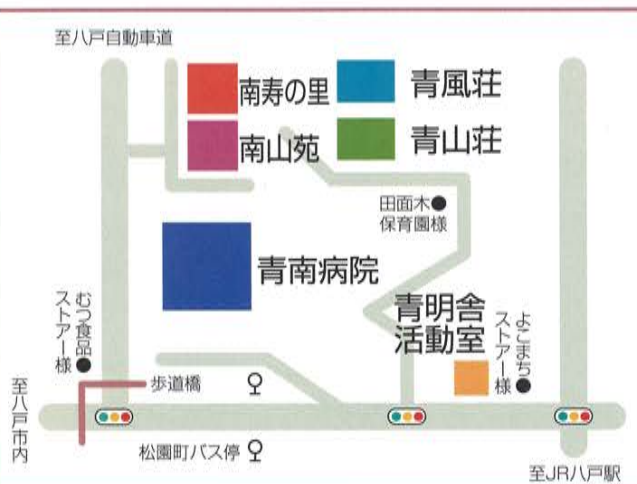 至八戸自動車道
南寿の里
青風荘
南山苑
青山荘
田面木●
保育園様
青南病院
青明舎
活動室
むつ食品●
ストアー様
よこまち●
ストアー様
歩道橋
至八戸市内
松園町バス停
至JR八戸駅